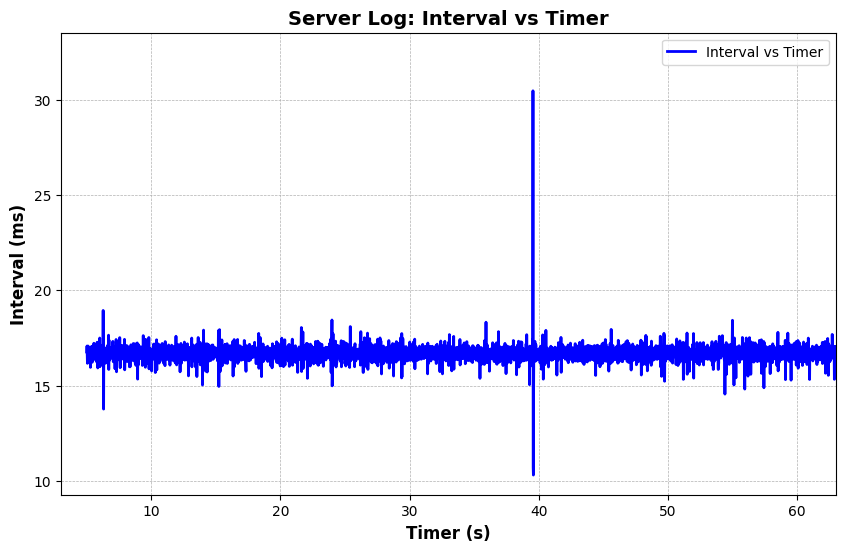 Server Log: Interval vs Timer
Interval vs Timer
30
25
20
15
10
Interval (ms)
10 20 30 40 50 60
Timer (s)